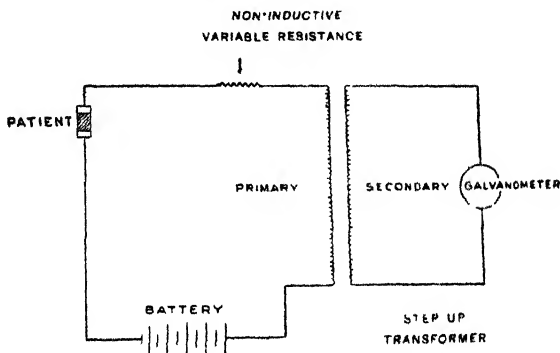 NON-INDUCTIVE
VARIABLE RESISTANCE
PATIENT
PRIMARY
SECONDARY
GALVANOMETER
BATTERY
STEP UP
TRANSFORMER